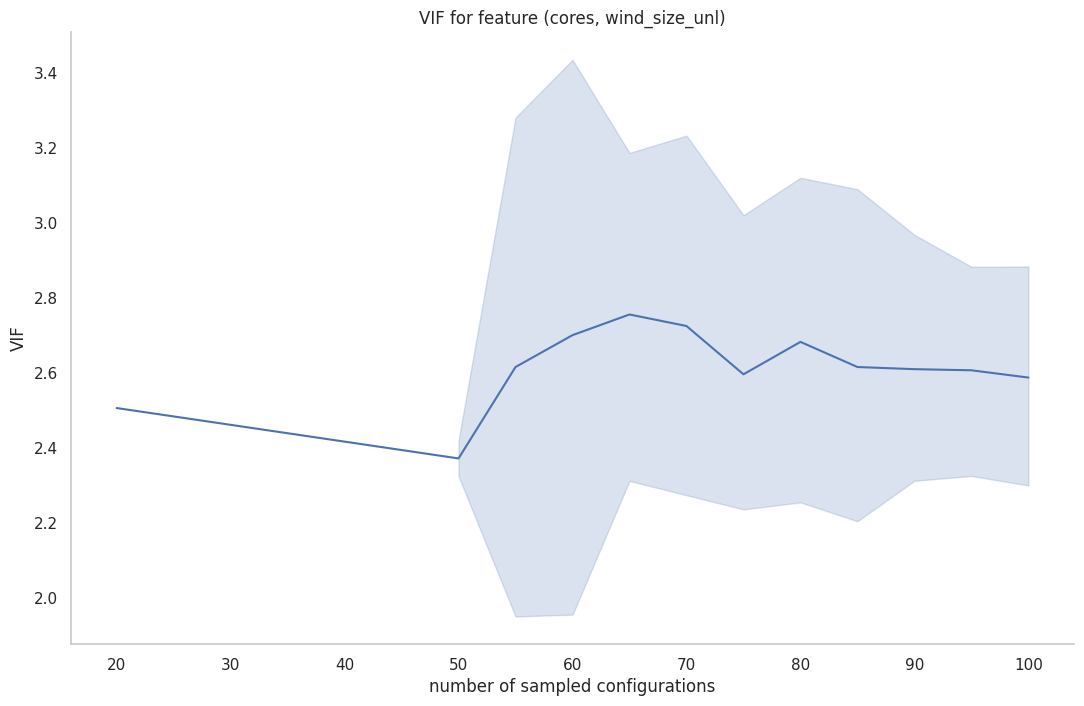 VIF for feature (cores, wind_size_unl)
3.4
3.2
3.0
2.8
2.6
2.4
2.2
2.0
VIF
20 30 40 50 60 70 80 90 100
number of sampled configurations